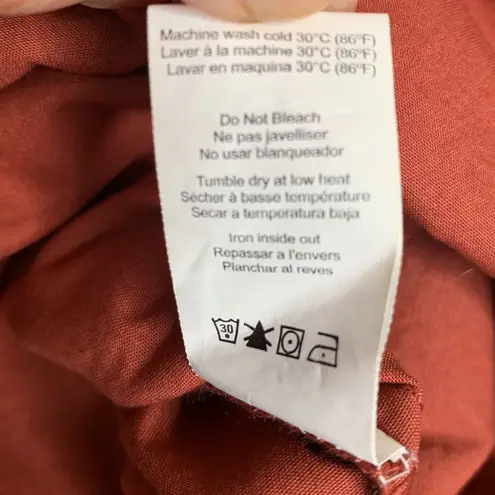 Machine wash cold 30°C (86°F)
Laver à la machine 30°C (86°F)
Lavar en maquina 30°C (86°F)
Do Not Bleach
Ne pas javelliser
No usar blanqueador
Tumble dry at low heat
Sécher à basse température
Secar a temperatura baja
Iron inside out
Repassar a l'envers
Planchar al reves
30